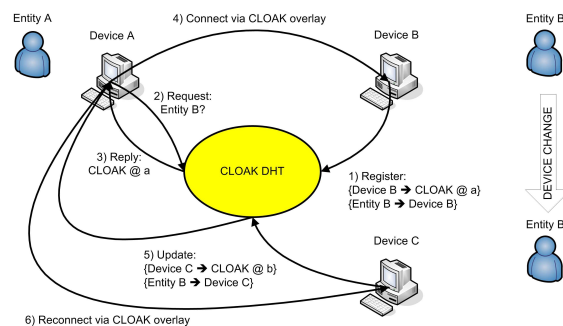 4) Connect via CLOAK overlay
Entity A
Device A
Device B
Entity B
2) Request:
Entity B?
3) Reply:
CLOAK @ a
CLOAK DHT
1) Register:
{Device B ➔ CLOAK @ a}
{Entity B ➔ Device B}
DEVICE CHANGE
Device C
Entity B
5) Update:
{Device C ➔ CLOAK @ b}
{Entity B ➔ Device C}
6) Reconnect via CLOAK overlay